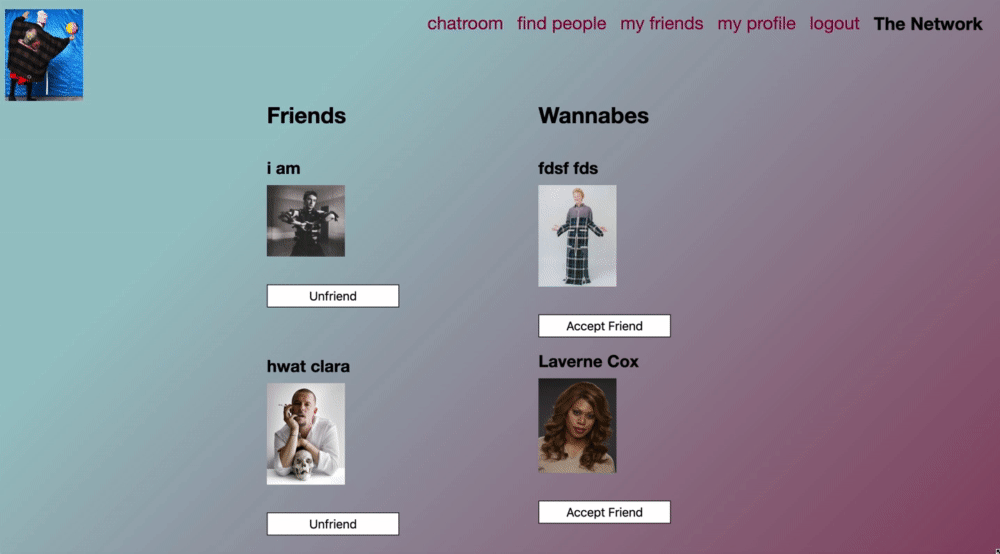 chatroom find people my friends my profile logout The Network
Friends
i am
Unfriend
hwat clara
Unfriend
Wannabes
fdsf fds
Accept Friend
Laverne Cox
Accept Friend